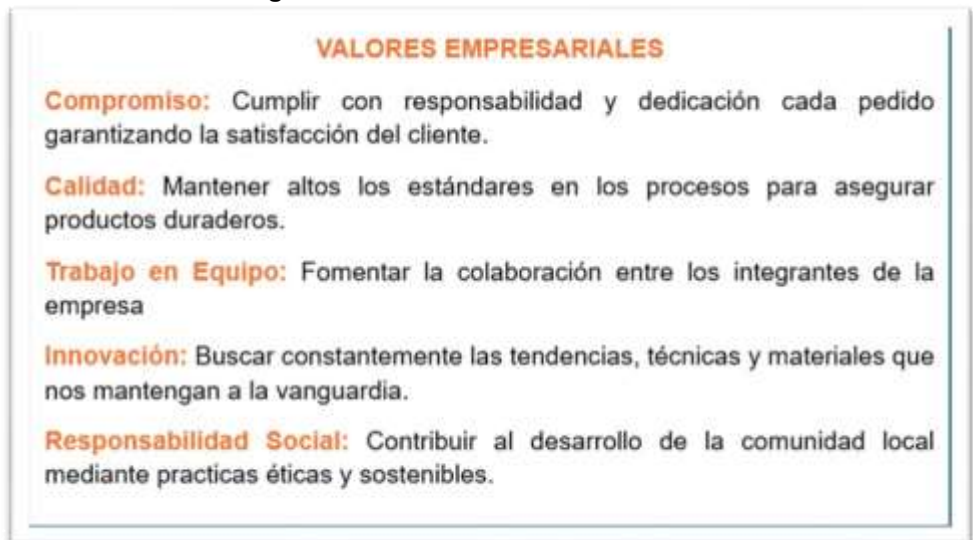 VALORES EMPRESARIALES
Compromiso: Cumplir con responsabilidad y dedicación cada pedido
garantizando la satisfacción del cliente.
Calidad: Mantener altos los estándares en los procesos para asegurar
productos duraderos.
Trabajo en Equipo: Fomentar la colaboración entre los integrantes de la
empresa
Innovación: Buscar constantemente las tendencias, técnicas y materiales que
nos mantengan a la vanguardia.
Responsabilidad Social: Contribuir al desarrollo de la comunidad local
mediante practicas éticas y sostenibles.